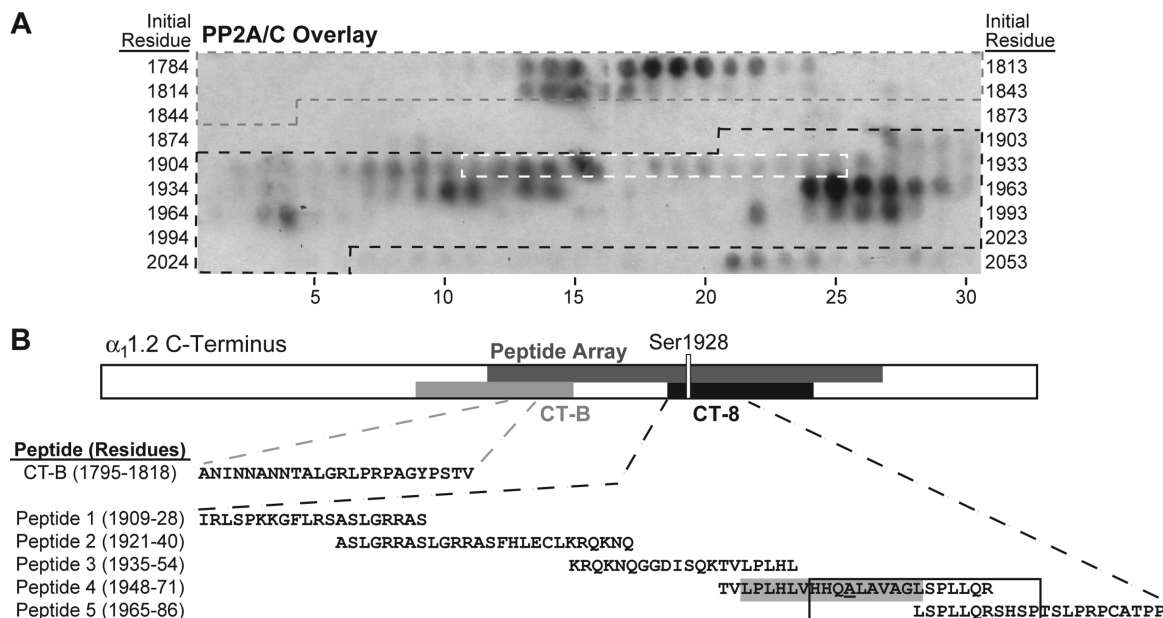 A
Initial
Residue
PP2A/C Overlay
Initial
Residue
1784 1813
1814 1843
1844 1873
1874 1903
1904 1933
1934 1963
1964 1993
1994 2023
2024 2053
5 10 15 20 25 30
B
α₁1.2 C-Terminus
Peptide Array
Ser1928
CT-B
CT-8
Peptide (Residues)
CT-B (1795-1818) ANINNANNTALGRLPRPAGYPSTV
Peptide 1 (1909-28) IRLSPKKGFLRSASLGRRAS
Peptide 2 (1921-40) ASLGRRASLGRRASFHLECLKRQKNQ
Peptide 3 (1935-54) KRQKNQGGDISQKTVLPLHL
Peptide 4 (1948-71) TVLPLHLVHHQALAVAGLSPLLQR
Peptide 5 (1965-86) LSPLLQRSHSPTSLPRPCATPP